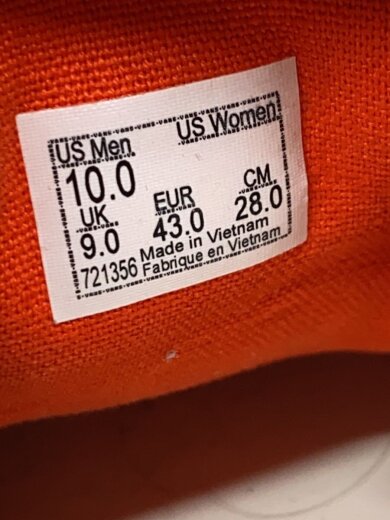 US Men US Women
10.0
UK EUR CM
9.0 43.0 28.0
Made in Vietnam
721356 Fabrique en Vietnam